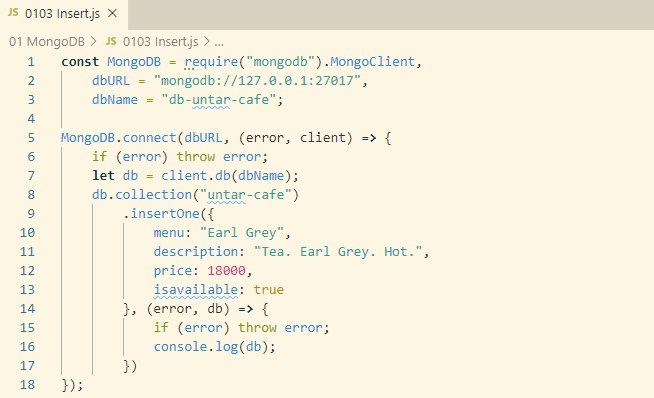 JS 0103 Insert.js ×
01 MongoDB > JS 0103 Insert.js > ...
1 const MongoDB = require("mongodb").MongoClient,
2 dbURL = "mongodb://127.0.0.1:27017",
3 dbName = "db-untar-cafe";
4
5 MongoDB.connect(dbURL, (error, client) => {
6 if (error) throw error;
7 let db = client.db(dbName);
8 db.collection("untar-cafe")
9 .insertOne({
10 menu: "Earl Grey",
11 description: "Tea. Earl Grey. Hot.",
12 price: 18000,
13 isavailable: true
14 }, (error, db) => {
15 if (error) throw error;
16 console.log(db);
17 })
18 });